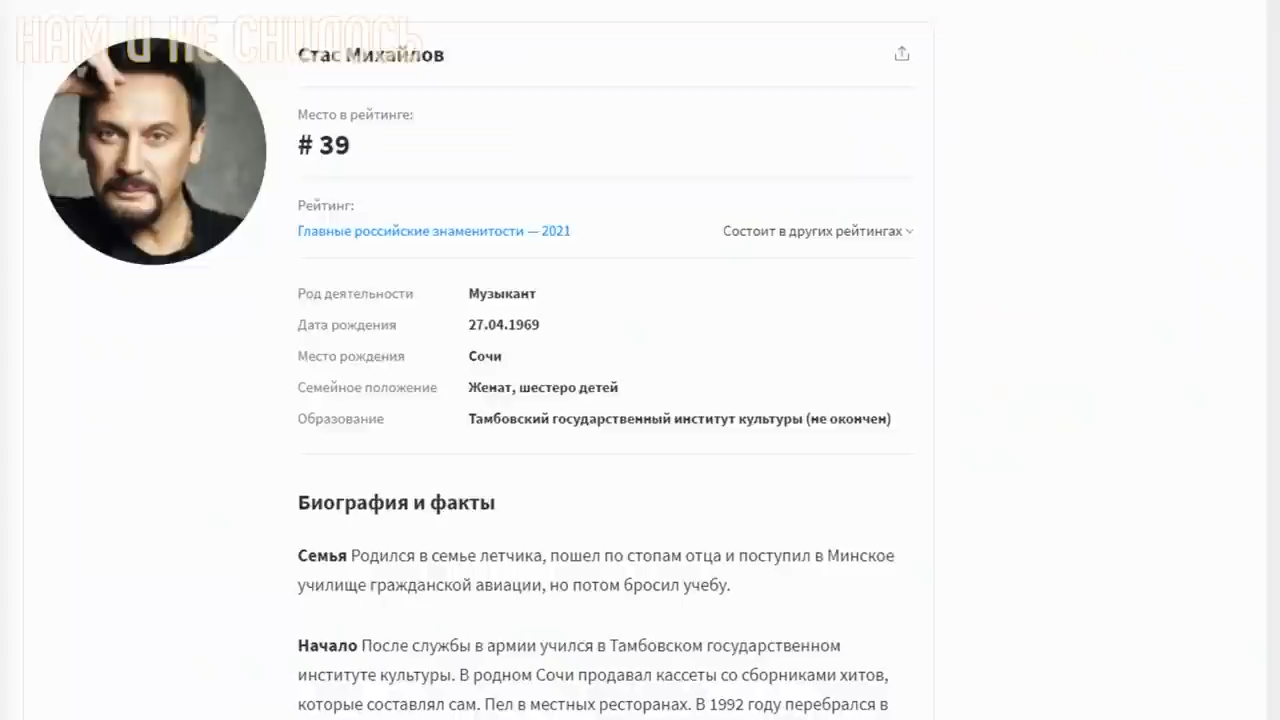 НАМ И НЕ СНИЛОСЬ
Стас Михайлов
Место в рейтинге:
# 39
Рейтинг:
Главные российские знаменитости — 2021
Состоит в других рейтингах
Род деятельности Музыкант
Дата рождения 27.04.1969
Место рождения Сочи
Семейное положение Женат, шестеро детей
Образование Тамбовский государственный институт культуры (не окончен)
Биография и факты
Семья Родился в семье летчика, пошел по стопам отца и поступил в Минское
училище гражданской авиации, но потом бросил учебу.
Начало После службы в армии учился в Тамбовском государственном
институте культуры. В родном Сочи продавал кассеты со сборниками хитов,
которые составлял сам. Пел в местных ресторанах. В 1992 году перебрался в